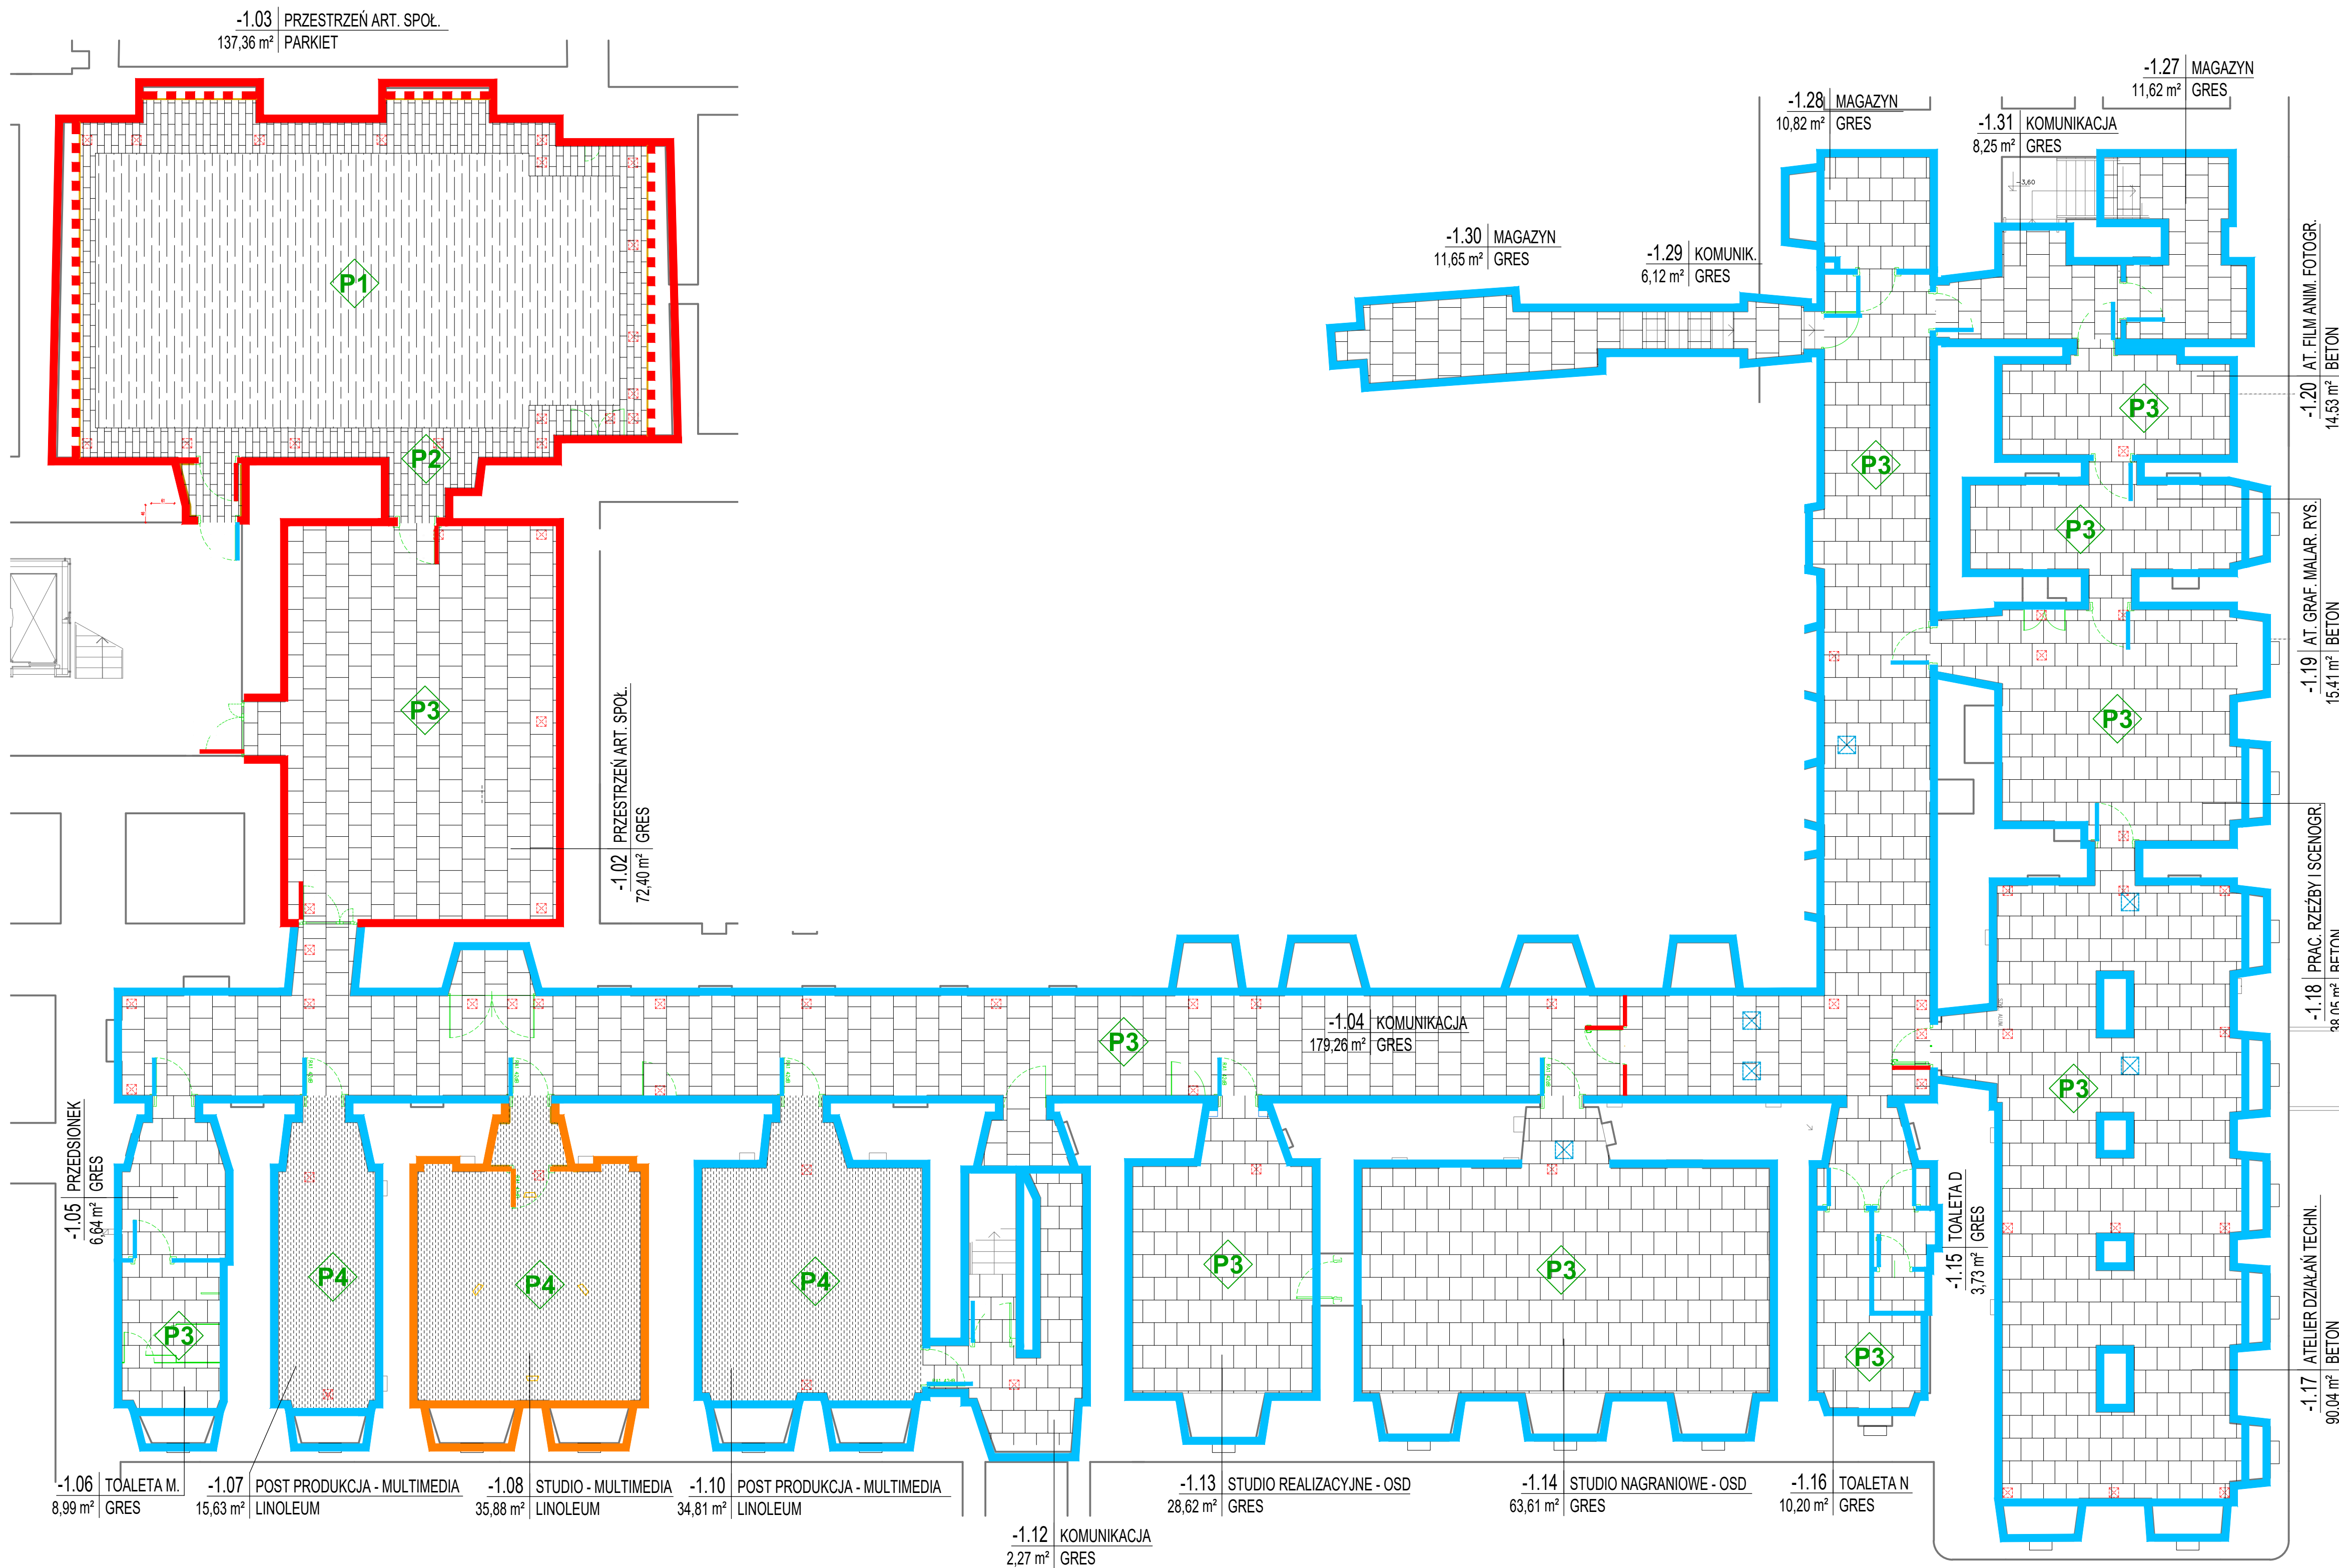 -1.03 PRZESTRZEŃ ART. SPOŁ.
137,36 m² PARKIET
-1.27 MAGAZYN
11,62 m² GRES
-1.28 MAGAZYN
10,82 m² GRES
-1.31 KOMUNIKACJA
8,25 m² GRES
-3,60
-1.30 MAGAZYN
11,65 m² GRES
-1.29 KOMUNIK.
6,12 m² GRES
-1.20 AT. FILM ANIM. FOTOGR.
14.53 m² BETON
P1
P2
P3
P3
P3
P3
P3
-1.19 AT. GRAF. MALAR. RYS.
15.41 m² BETON
-1.02 PRZESTRZEŃ ART. SPOŁ.
72,40 m² GRES
-1.18 PRAC. RZEŹBY I SCENOGR.
38.05 m² BETON
-1.04 KOMUNIKACJA
179,26 m² GRES
P3
P3
-1.05 PRZEDSIONEK
6,64 m² GRES
-1.15 TOALETA D
3,73 m² GRES
P3
P4
P4
P4
P3
P3
P3
-1.17 ATELIER DZIAŁAŃ TECHN.
90.04 m² BETON
-1.06 TOALETA M.
8,99 m² GRES
-1.07 POST PRODUKCJA - MULTIMEDIA
15,63 m² LINOLEUM
-1.08 STUDIO - MULTIMEDIA
35,88 m² LINOLEUM
-1.10 POST PRODUKCJA - MULTIMEDIA
34,81 m² LINOLEUM
-1.13 STUDIO REALIZACYJNE - OSD
28,62 m² GRES
-1.14 STUDIO NAGRANIOWE - OSD
63,61 m² GRES
-1.16 TOALETA N
10,20 m² GRES
-1.12 KOMUNIKACJA
2,27 m² GRES